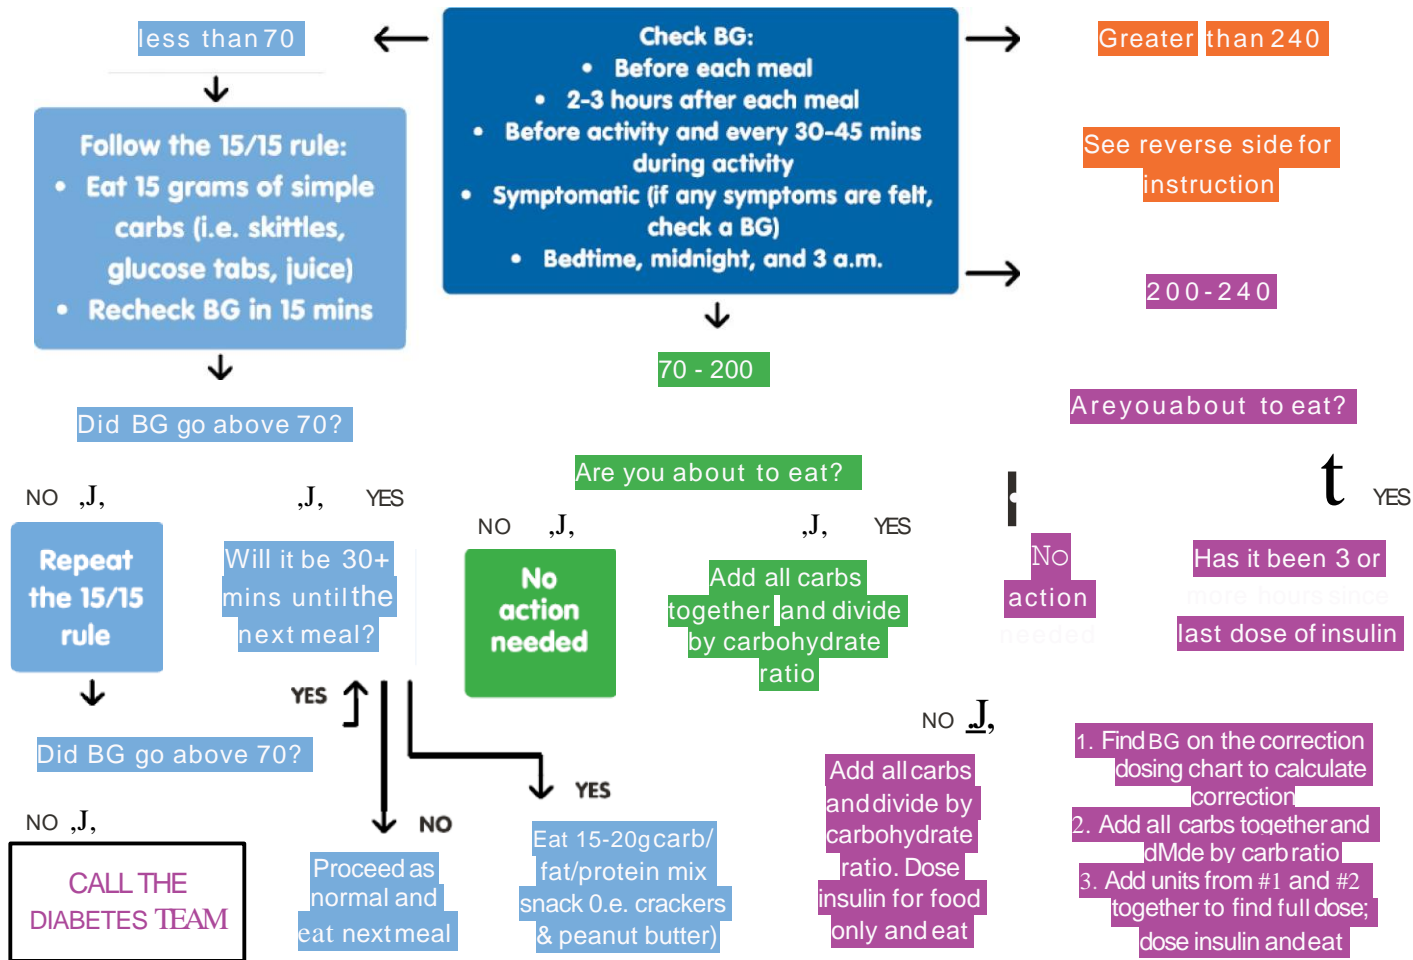 less than 70
Check BG:
• Before each meal
• 2-3 hours after each meal
• Before activity and every 30-45 mins
during activity
• Symptomatic (if any symptoms are felt,
check a BG)
• Bedtime, midnight, and 3 a.m.
Greater than 240
See reverse side for
instruction
200-240
Follow the 15/15 rule:
• Eat 15 grams of simple
carbs (i.e. skittles,
glucose tabs, juice)
• Recheck BG in 15 mins
70 - 200
Did BG go above 70?
Are you about to eat?
Areyouabout to eat?
NO ,J,
,J, YES
NO ,J,
,J, YES
t YES
Repeat
the 15/15
rule
Will it be 30+
mins until the
next meal?
No
action
needed
Add all carbs
together and divide
by carbohydrate
ratio
No
action
needed
Has it been 3 or
more hours since
last dose of insulin
YES
Did BG go above 70?
NO ,J,
CALL THE
DIABETES TEAM
NO
Proceed as
normal and
eat next meal
YES
Eat 15-20g carb/
fat/protein mix
snack 0.e. crackers
& peanut butter)
NO .J,
Add all carbs
and divide by
carbohydrate
ratio. Dose
insulin for food
only and eat
1. Find BG on the correction
dosing chart to calculate
correction
2. Add all carbs together and
dMde by carb ratio
3. Add units from #1 and #2
together to find full dose;
dose insulin and eat